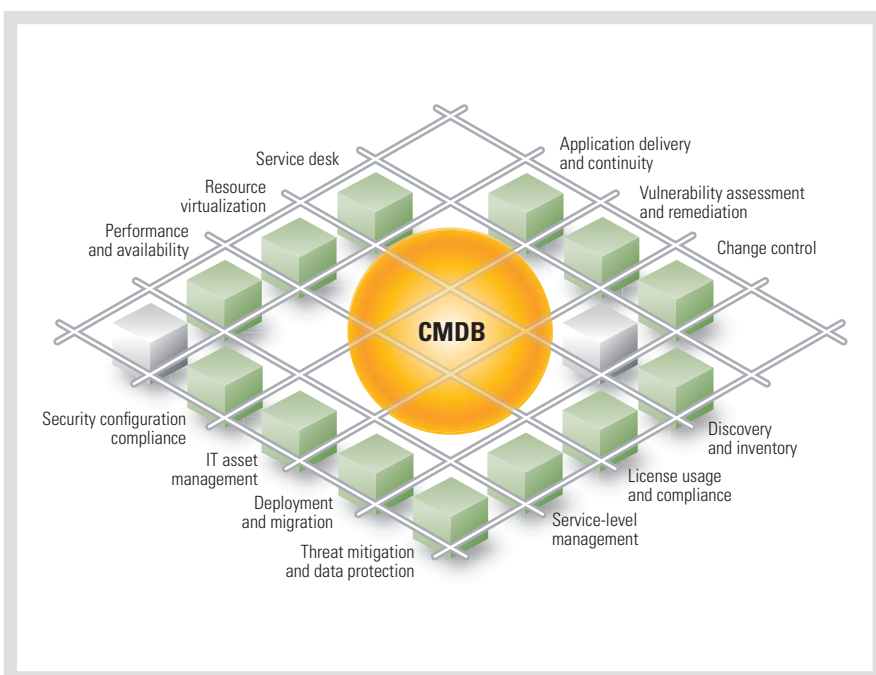 Service desk
Application delivery
and continuity
Resource
virtualization
Vulnerability assessment
and remediation
Performance
and availability
Change control
CMDB
Security configuration
compliance
Discovery
and inventory
IT asset
management
License usage
and compliance
Deployment
and migration
Service-level
management
Threat mitigation
and data protection